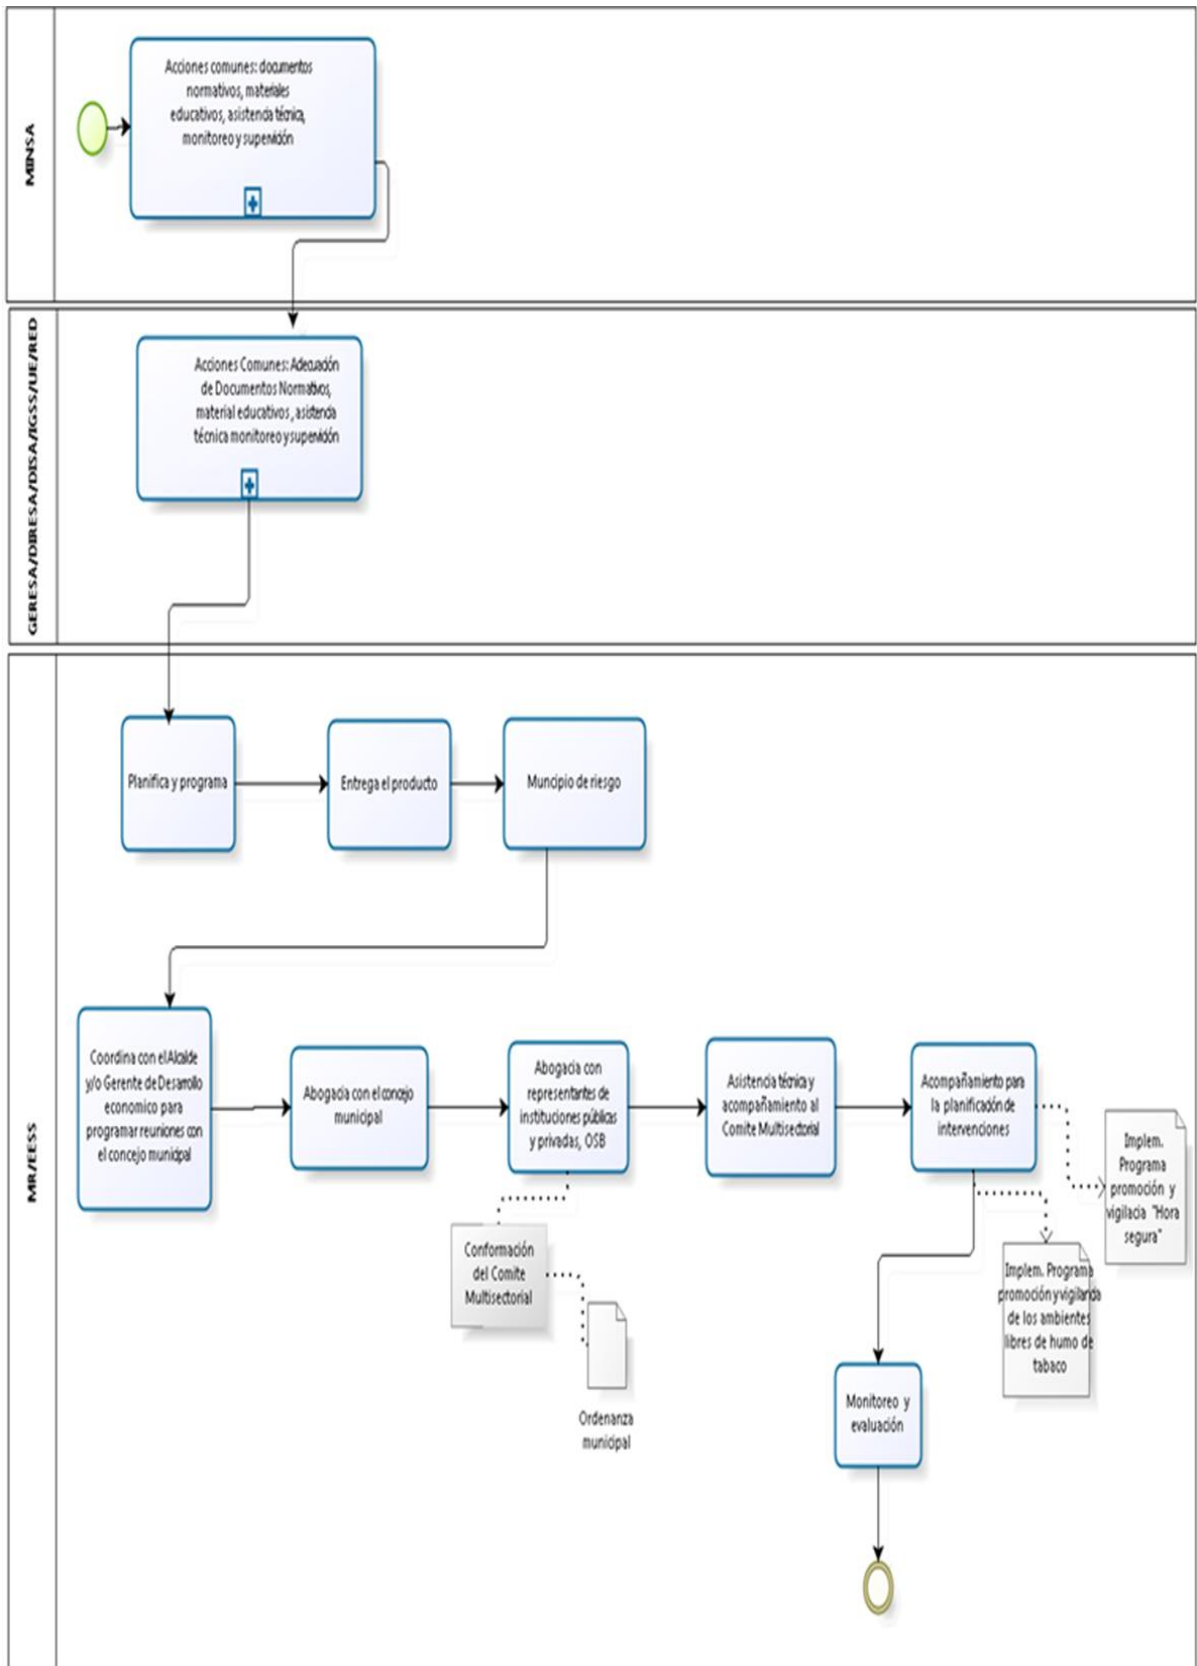 MINSA
Acciones comunes: documentos
normativos, materiales
educativos, asistencia técnica,
monitoreo y supervisión
GERESA/DIRESA/DISA/IGSS/UE/RED
Acciones Comunes: Adecuación
de Documentos Normativos,
material educativos , asistencia
técnica monitoreo y supervisión
MR/EESS
Planifica y programa
Entrega el producto
Muncipio de riesgo
Coordina con el Alcalde
y/o Gerente de Desarrollo
economico para
programar reuniones con
el concejo municipal
Abogacia con el concejo
municipal
Abogacia con
representantes de
instituciones públicas
y privadas, OSB
Asistencia técnica y
acompañamiento al
Comite Multisectorial
Acompañamiento para
la planificación de
intervenciones
Implem.
Programa
promoción y
vigilacia "Hora
segura"
Conformación
del Comite
Multisectorial
Implem. Programa
promoción y vigilancia
de los ambientes
libres de humo de
tabaco
Ordenanza
municipal
Monitoreo y
evaluación